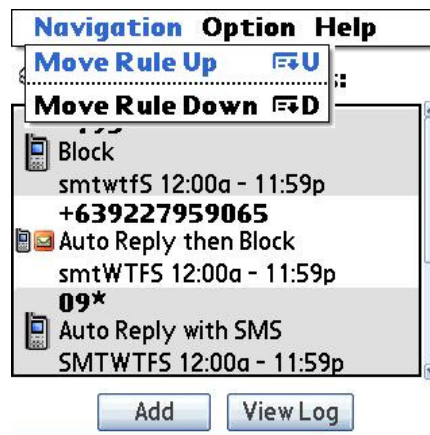 Navigation Option Help
Move Rule Up U
Move Rule Down D
Block
smtwtfS 12:00a - 11:59p
+639227959065
Auto Reply then Block
smtWTFS 12:00a - 11:59p
09*
Auto Reply with SMS
SMTWTFS 12:00a - 11:59p
Add View Log